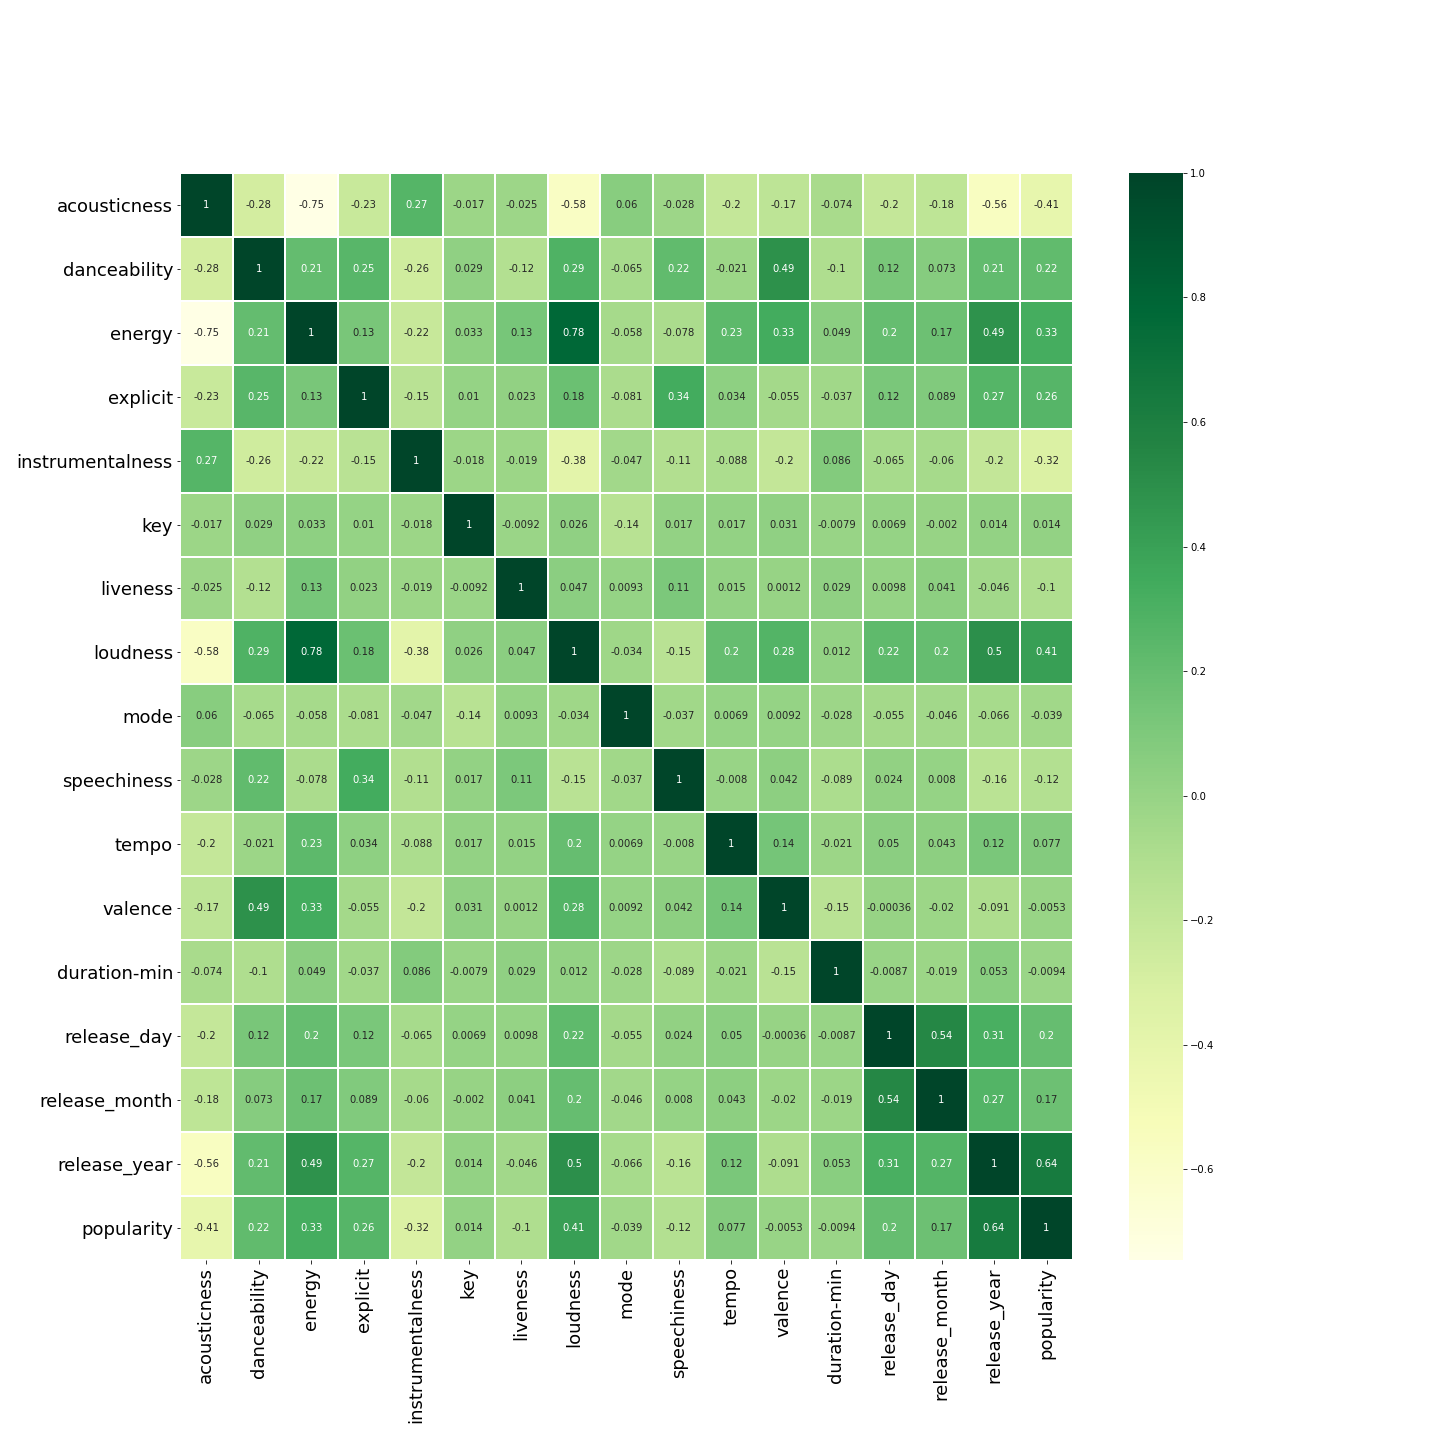 acousticness 1 -0.28 -0.75 -0.23 0.27 -0.017 -0.025 -0.58 0.06 -0.028 -0.2 -0.17 -0.074 -0.2 -0.18 -0.56 -0.41
danceability -0.28 1 0.21 0.25 -0.26 0.029 -0.12 0.29 -0.065 0.22 -0.021 0.49 -0.1 0.12 0.073 0.21 0.22
energy -0.75 0.21 1 0.13 -0.22 0.033 0.13 0.78 -0.058 -0.078 0.23 0.33 0.049 0.2 0.17 0.49 0.33
explicit -0.23 0.25 0.13 1 -0.15 0.01 0.023 0.18 -0.081 0.34 0.034 -0.055 -0.037 0.12 0.089 0.27 0.26
instrumentalness 0.27 -0.26 -0.22 -0.15 1 -0.018 -0.019 -0.38 -0.047 -0.11 -0.088 -0.2 0.086 -0.065 -0.06 -0.2 -0.32
key -0.017 0.029 0.033 0.01 -0.018 1 -0.0092 0.026 -0.14 0.017 0.017 0.031 -0.0079 0.0069 -0.002 0.014 0.014
liveness -0.025 -0.12 0.13 0.023 -0.019 -0.0092 1 0.047 0.0093 0.11 0.015 0.0012 0.029 0.0098 0.041 -0.046 -0.1
loudness -0.58 0.29 0.78 0.18 -0.38 0.026 0.047 1 -0.034 -0.15 0.2 0.28 0.012 0.22 0.2 0.5 0.41
mode 0.06 -0.065 -0.058 -0.081 -0.047 -0.14 0.0093 -0.034 1 -0.037 0.0069 0.0092 -0.028 -0.055 -0.046 -0.066 -0.039
speechiness -0.028 0.22 -0.078 0.34 -0.11 0.017 0.11 -0.15 -0.037 1 -0.008 0.042 -0.089 0.024 0.008 -0.16 -0.12
tempo -0.2 -0.021 0.23 0.034 -0.088 0.017 0.015 0.2 0.0069 -0.008 1 0.14 -0.021 0.05 0.043 0.12 0.077
valence -0.17 0.49 0.33 -0.055 -0.2 0.031 0.0012 0.28 0.0092 0.042 0.14 1 -0.15 -0.00036 -0.02 -0.091 -0.0053
duration-min -0.074 -0.1 0.049 -0.037 0.086 -0.0079 0.029 0.012 -0.028 -0.089 -0.021 -0.15 1 -0.0087 -0.019 0.053 -0.0094
release_day -0.2 0.12 0.2 0.12 -0.065 0.0069 0.0098 0.22 -0.055 0.024 0.05 -0.00036 -0.0087 1 0.54 0.31 0.2
release_month -0.18 0.073 0.17 0.089 -0.06 -0.002 0.041 0.2 -0.046 0.008 0.043 -0.02 -0.019 0.54 1 0.27 0.17
release_year -0.56 0.21 0.49 0.27 -0.2 0.014 -0.046 0.5 -0.066 -0.16 0.12 -0.091 0.053 0.31 0.27 1 0.64
popularity -0.41 0.22 0.33 0.26 -0.32 0.014 -0.1 0.41 -0.039 -0.12 0.077 -0.0053 -0.0094 0.2 0.17 0.64 1
acousticness
danceability
energy
explicit
instrumentalness
key
liveness
loudness
mode
speechiness
tempo
valence
duration-min
release_day
release_month
release_year
popularity
1.0
0.8
0.6
0.4
0.2
0.0
−0.2
−0.4
−0.6